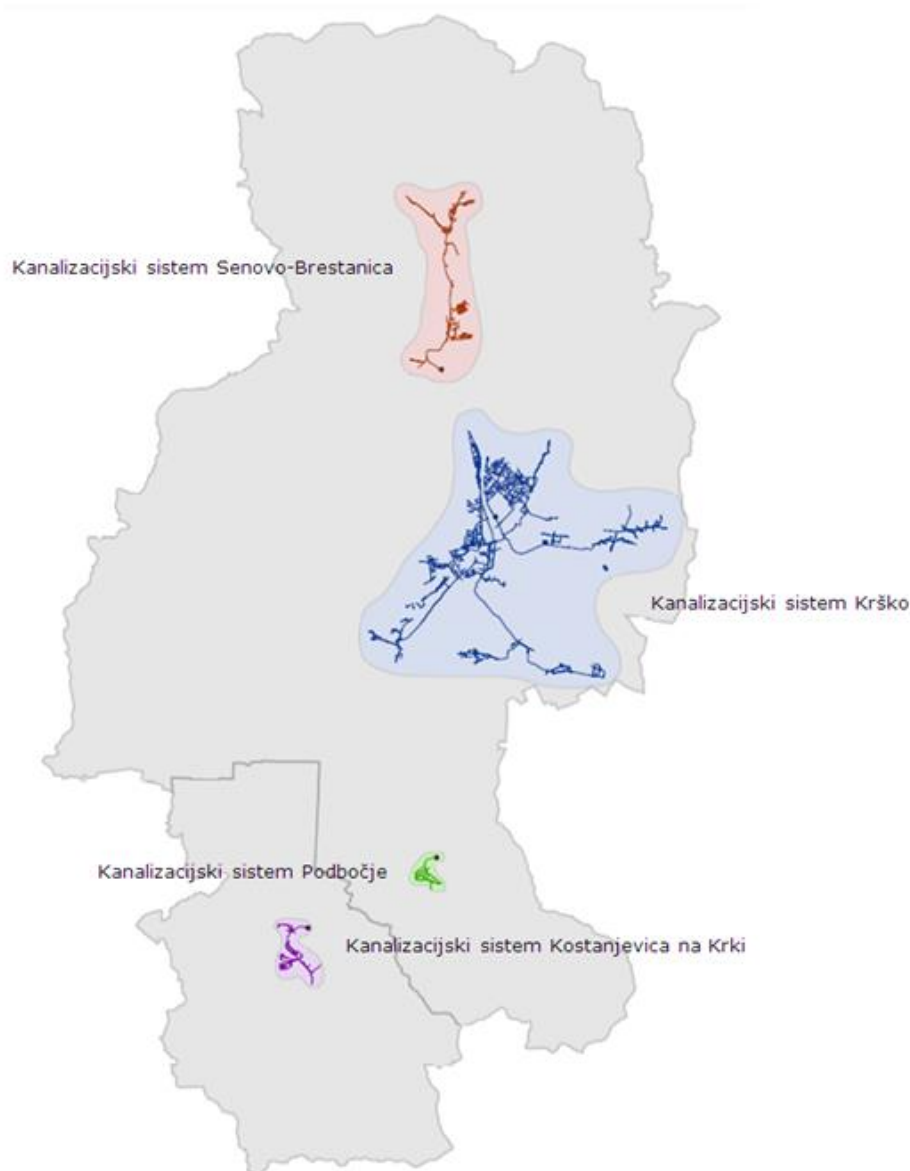 Kanalizacijski sistem Senovo-Brestanica
Kanalizacijski sistem Krško
Kanalizacijski sistem Podbočje
Kanalizacijski sistem Kostanjevica na Krki